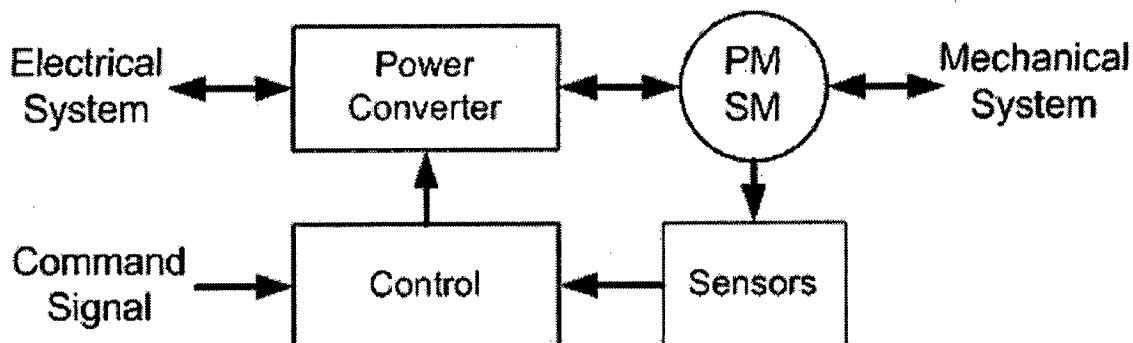 Electrical
System
Power
Converter
PM
SM
Mechanical
System
Command
Signal
Control
Sensors